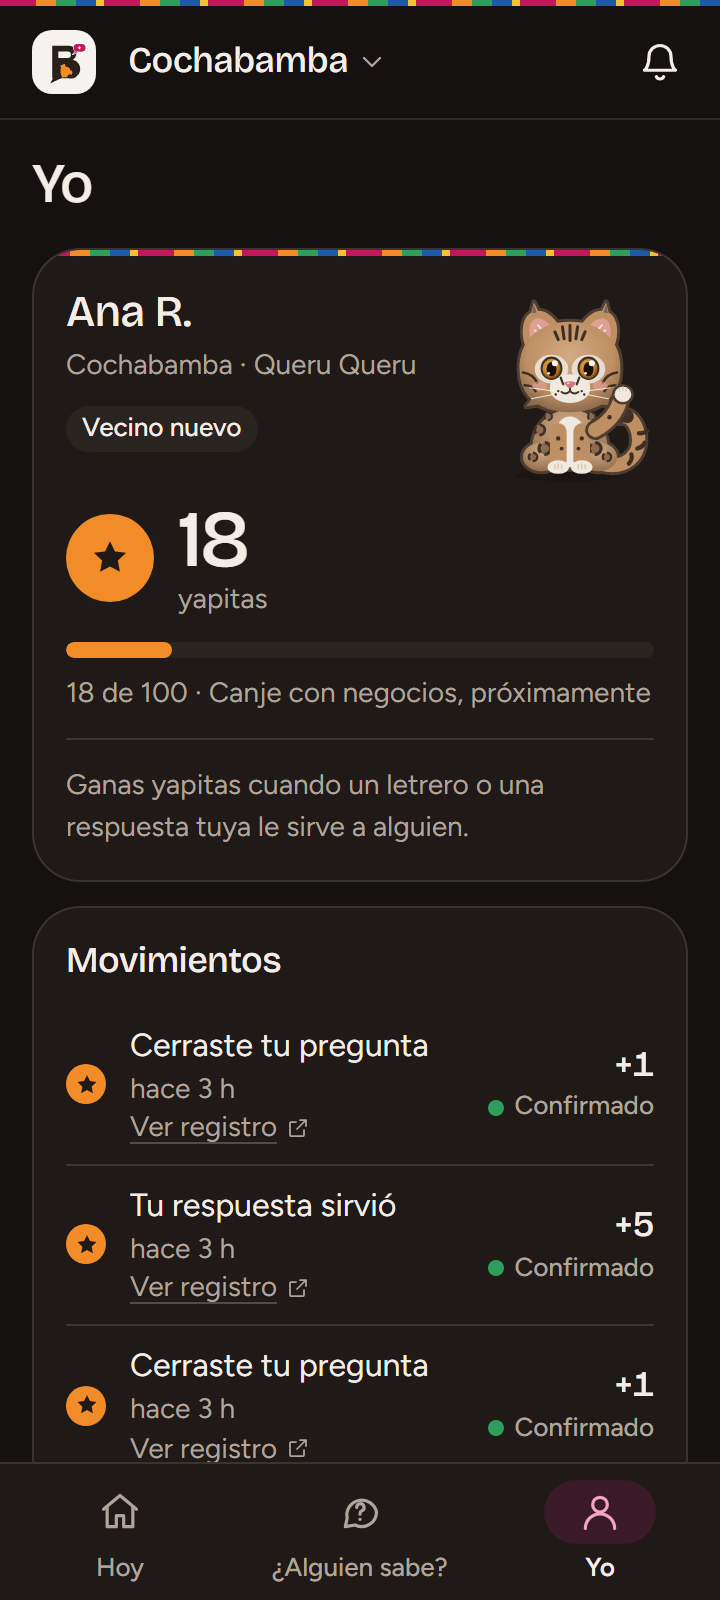 B
Cochabamba
Yo
Ana R.
Cochabamba · Queru Queru
Vecino nuevo
18
yapitas
18 de 100 · Canje con negocios, próximamente
Ganas yapitas cuando un letrero o una
respuesta tuya le sirve a alguien.
Movimientos
Cerraste tu pregunta
+1
hace 3 h
Confirmado
Ver registro
Tu respuesta sirvió
+5
hace 3 h
Confirmado
Ver registro
Cerraste tu pregunta
+1
hace 3 h
Confirmado
Ver registro
Hoy
¿Alguien sabe?
Yo